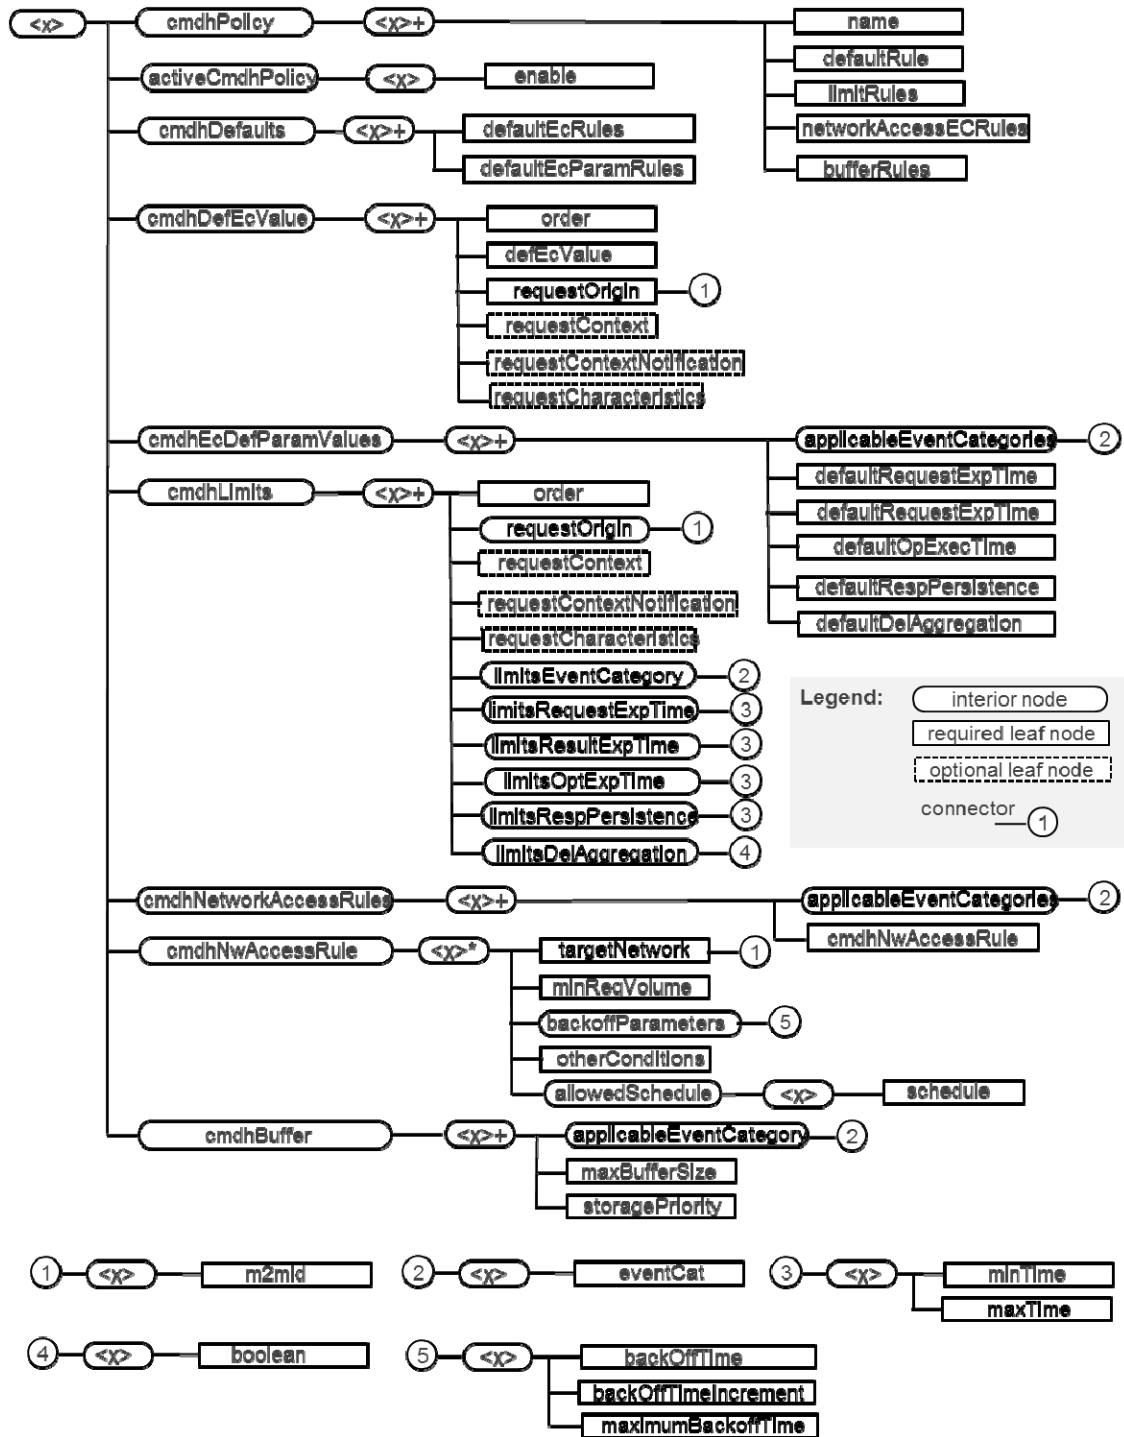 <x> cmdhPolicy <x>+ name
defaultRule
limitRules
networkAccessECRules
bufferRules
activeCmdhPolicy <x> enable
cmdhDefaults <x>+ defaultEcRules
defaultEcParamRules
cmdhDefEcValue <x>+ order
defEcValue
requestOrigin 1
requestContext
requestContextNotification
requestCharacteristics
cmdhEcDefParamValues <x>+ applicableEventCategories 2
defaultRequestExpTime
defaultRequestExpTime
defaultOpExecTime
defaultRespPersistence
defaultDelAggregation
cmdhLimits <x>+ order
requestOrigin 1
requestContext
requestContextNotification
requestCharacteristics
limitsEventCategory 2
limitsRequestExpTime 3
limitsResultExpTime 3
limitsOptExpTime 3
limitsRespPersistence 3
limitsDelAggregation 4
Legend: interior node
required leaf node
optional leaf node
connector 1
cmdhNetworkAccessRules <x>+ applicableEventCategories 2
cmdhNwAccessRule
cmdhNwAccessRule <x>* targetNetwork 1
minReqVolume
backoffParameters 5
otherConditions
allowedSchedule <x> schedule
cmdhBuffer <x>+ applicableEventCategory 2
maxBufferSize
storagePriority
1 <x> m2mId
2 <x> eventCat
3 <x> minTime
maxTime
4 <x> boolean
5 <x> backOffTime
backOffTimeIncrement
maximumBackoffTime